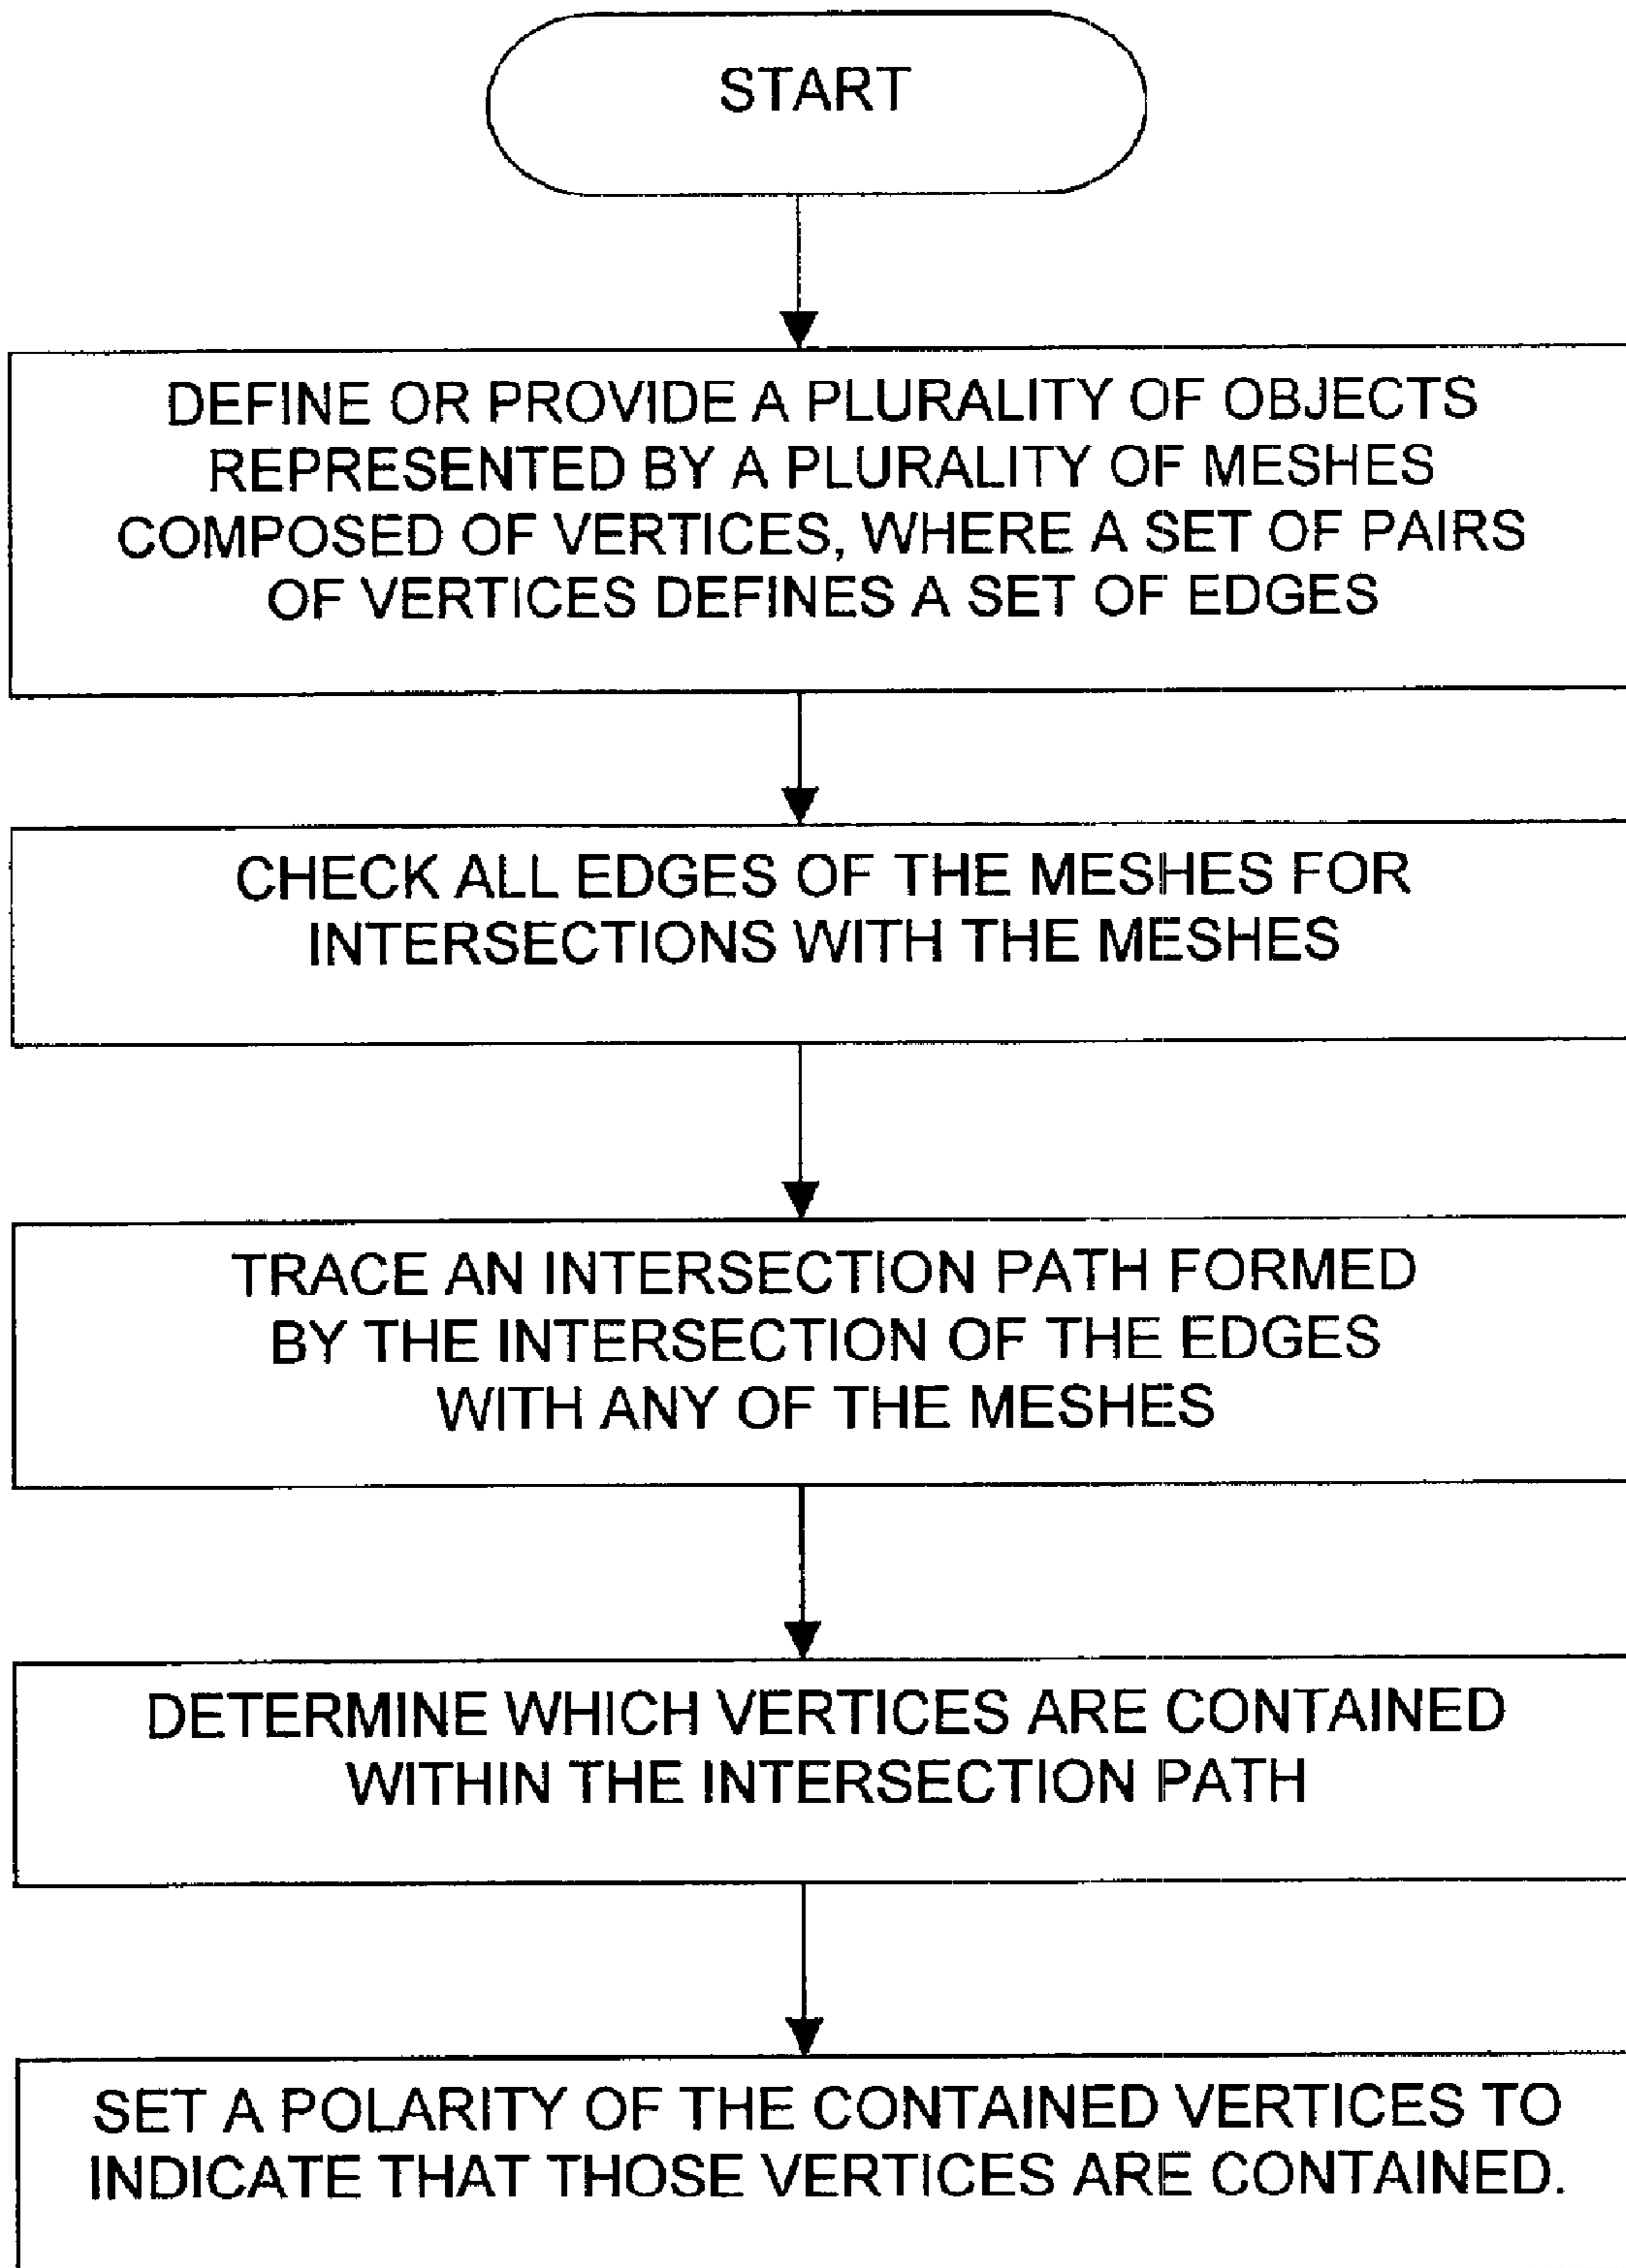 START
DEFINE OR PROVIDE A PLURALITY OF OBJECTS
REPRESENTED BY A PLURALITY OF MESHES
COMPOSED OF VERTICES, WHERE A SET OF PAIRS
OF VERTICES DEFINES A SET OF EDGES
CHECK ALL EDGES OF THE MESHES FOR
INTERSECTIONS WITH THE MESHES
TRACE AN INTERSECTION PATH FORMED
BY THE INTERSECTION OF THE EDGES
WITH ANY OF THE MESHES
DETERMINE WHICH VERTICES ARE CONTAINED
WITHIN THE INTERSECTION PATH
SET A POLARITY OF THE CONTAINED VERTICES TO
INDICATE THAT THOSE VERTICES ARE CONTAINED.